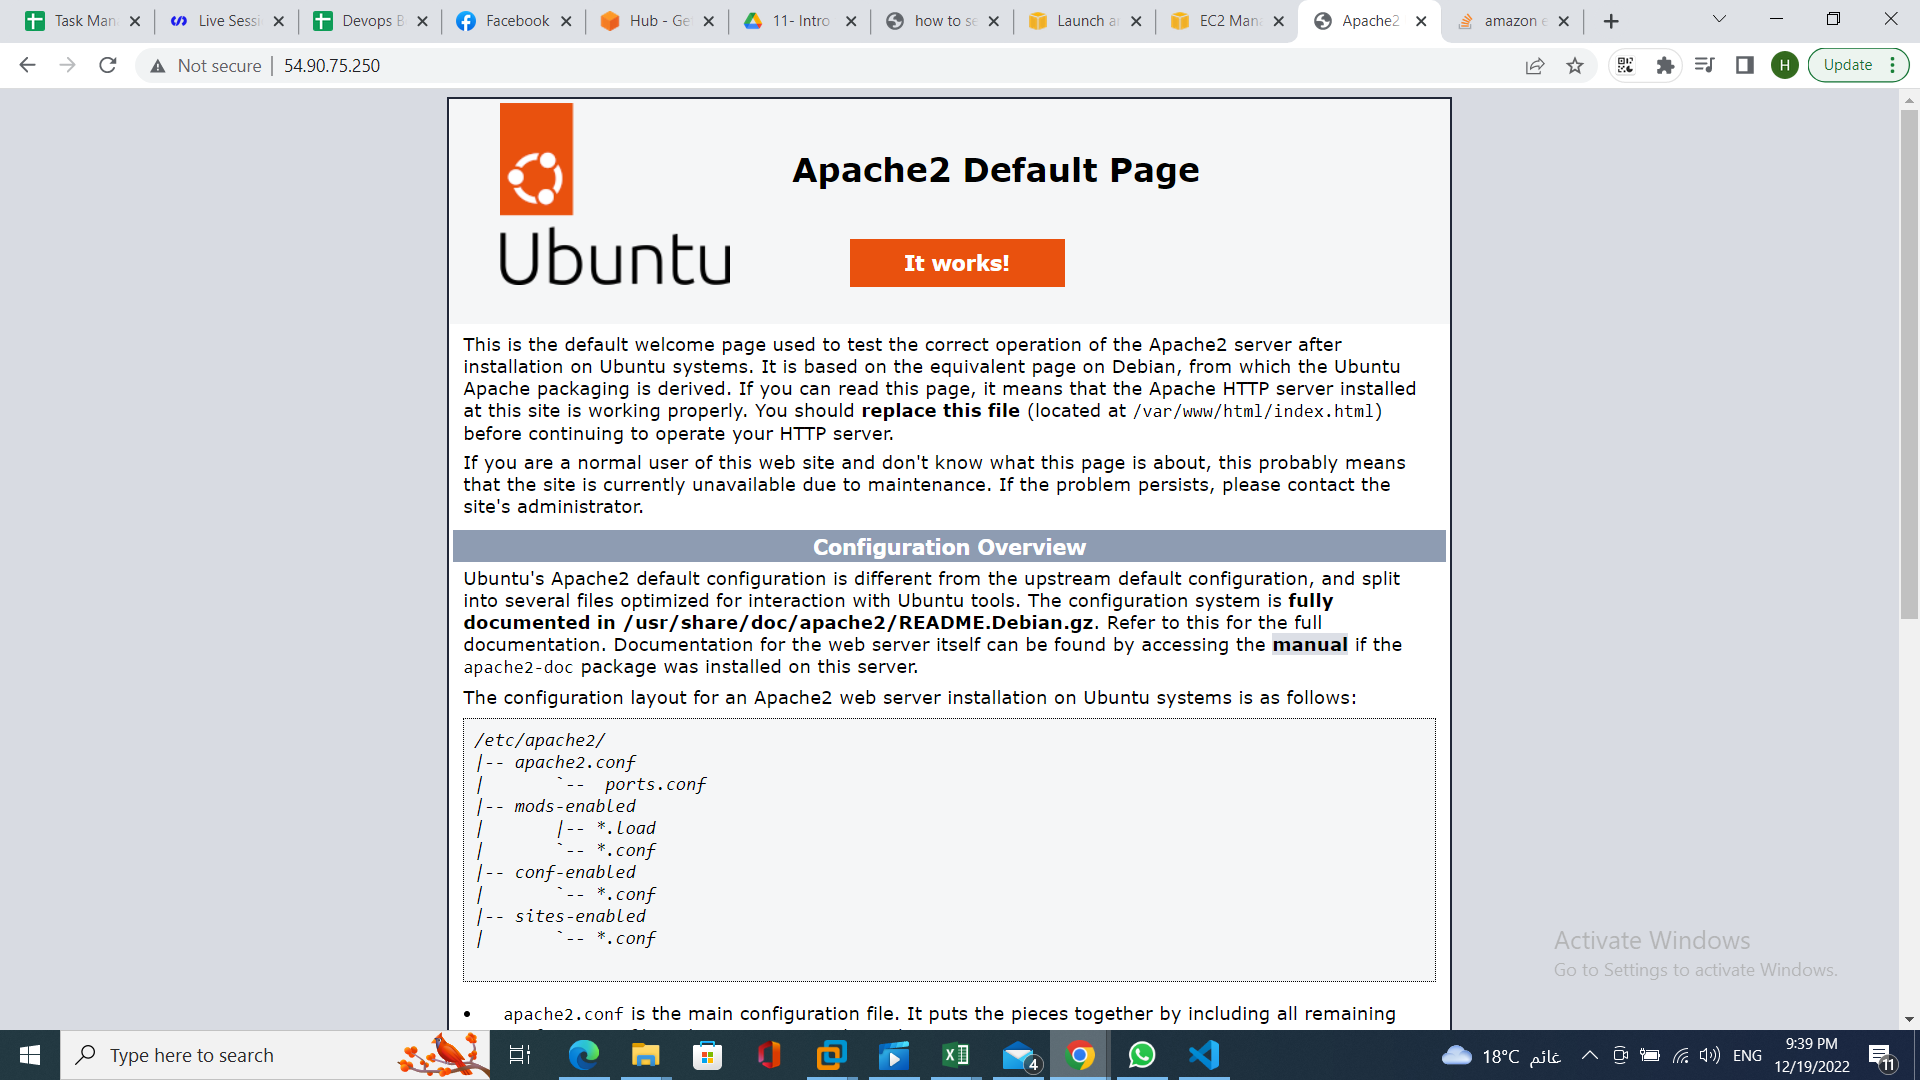 Task Man
Live Sessi
Devops B
Facebook
Hub - Ge
11- Intro
how to se
Launch a
EC2 Mana
Apache2
amazon e
Not secure | 54.90.75.250
H
Update
Apache2 Default Page
Ubuntu
It works!
This is the default welcome page used to test the correct operation of the Apache2 server after
installation on Ubuntu systems. It is based on the equivalent page on Debian, from which the Ubuntu
Apache packaging is derived. If you can read this page, it means that the Apache HTTP server installed
at this site is working properly. You should replace this file (located at /var/www/html/index.html)
before continuing to operate your HTTP server.
If you are a normal user of this web site and don't know what this page is about, this probably means
that the site is currently unavailable due to maintenance. If the problem persists, please contact the
site's administrator.
Configuration Overview
Ubuntu's Apache2 default configuration is different from the upstream default configuration, and split
into several files optimized for interaction with Ubuntu tools. The configuration system is fully
documented in /usr/share/doc/apache2/README.Debian.gz. Refer to this for the full
documentation. Documentation for the web server itself can be found by accessing the manual if the
apache2-doc package was installed on this server.
The configuration layout for an Apache2 web server installation on Ubuntu systems is as follows:
/etc/apache2/
|-- apache2.conf
|       `--  ports.conf
|-- mods-enabled
|       |-- *.load
|       `-- *.conf
|-- conf-enabled
|       `-- *.conf
|-- sites-enabled
|       `-- *.conf
Activate Windows
Go to Settings to activate Windows.
• apache2.conf is the main configuration file. It puts the pieces together by including all remaining
Type here to search
4
18°C غائم
ENG
9:39 PM
12/19/2022
11